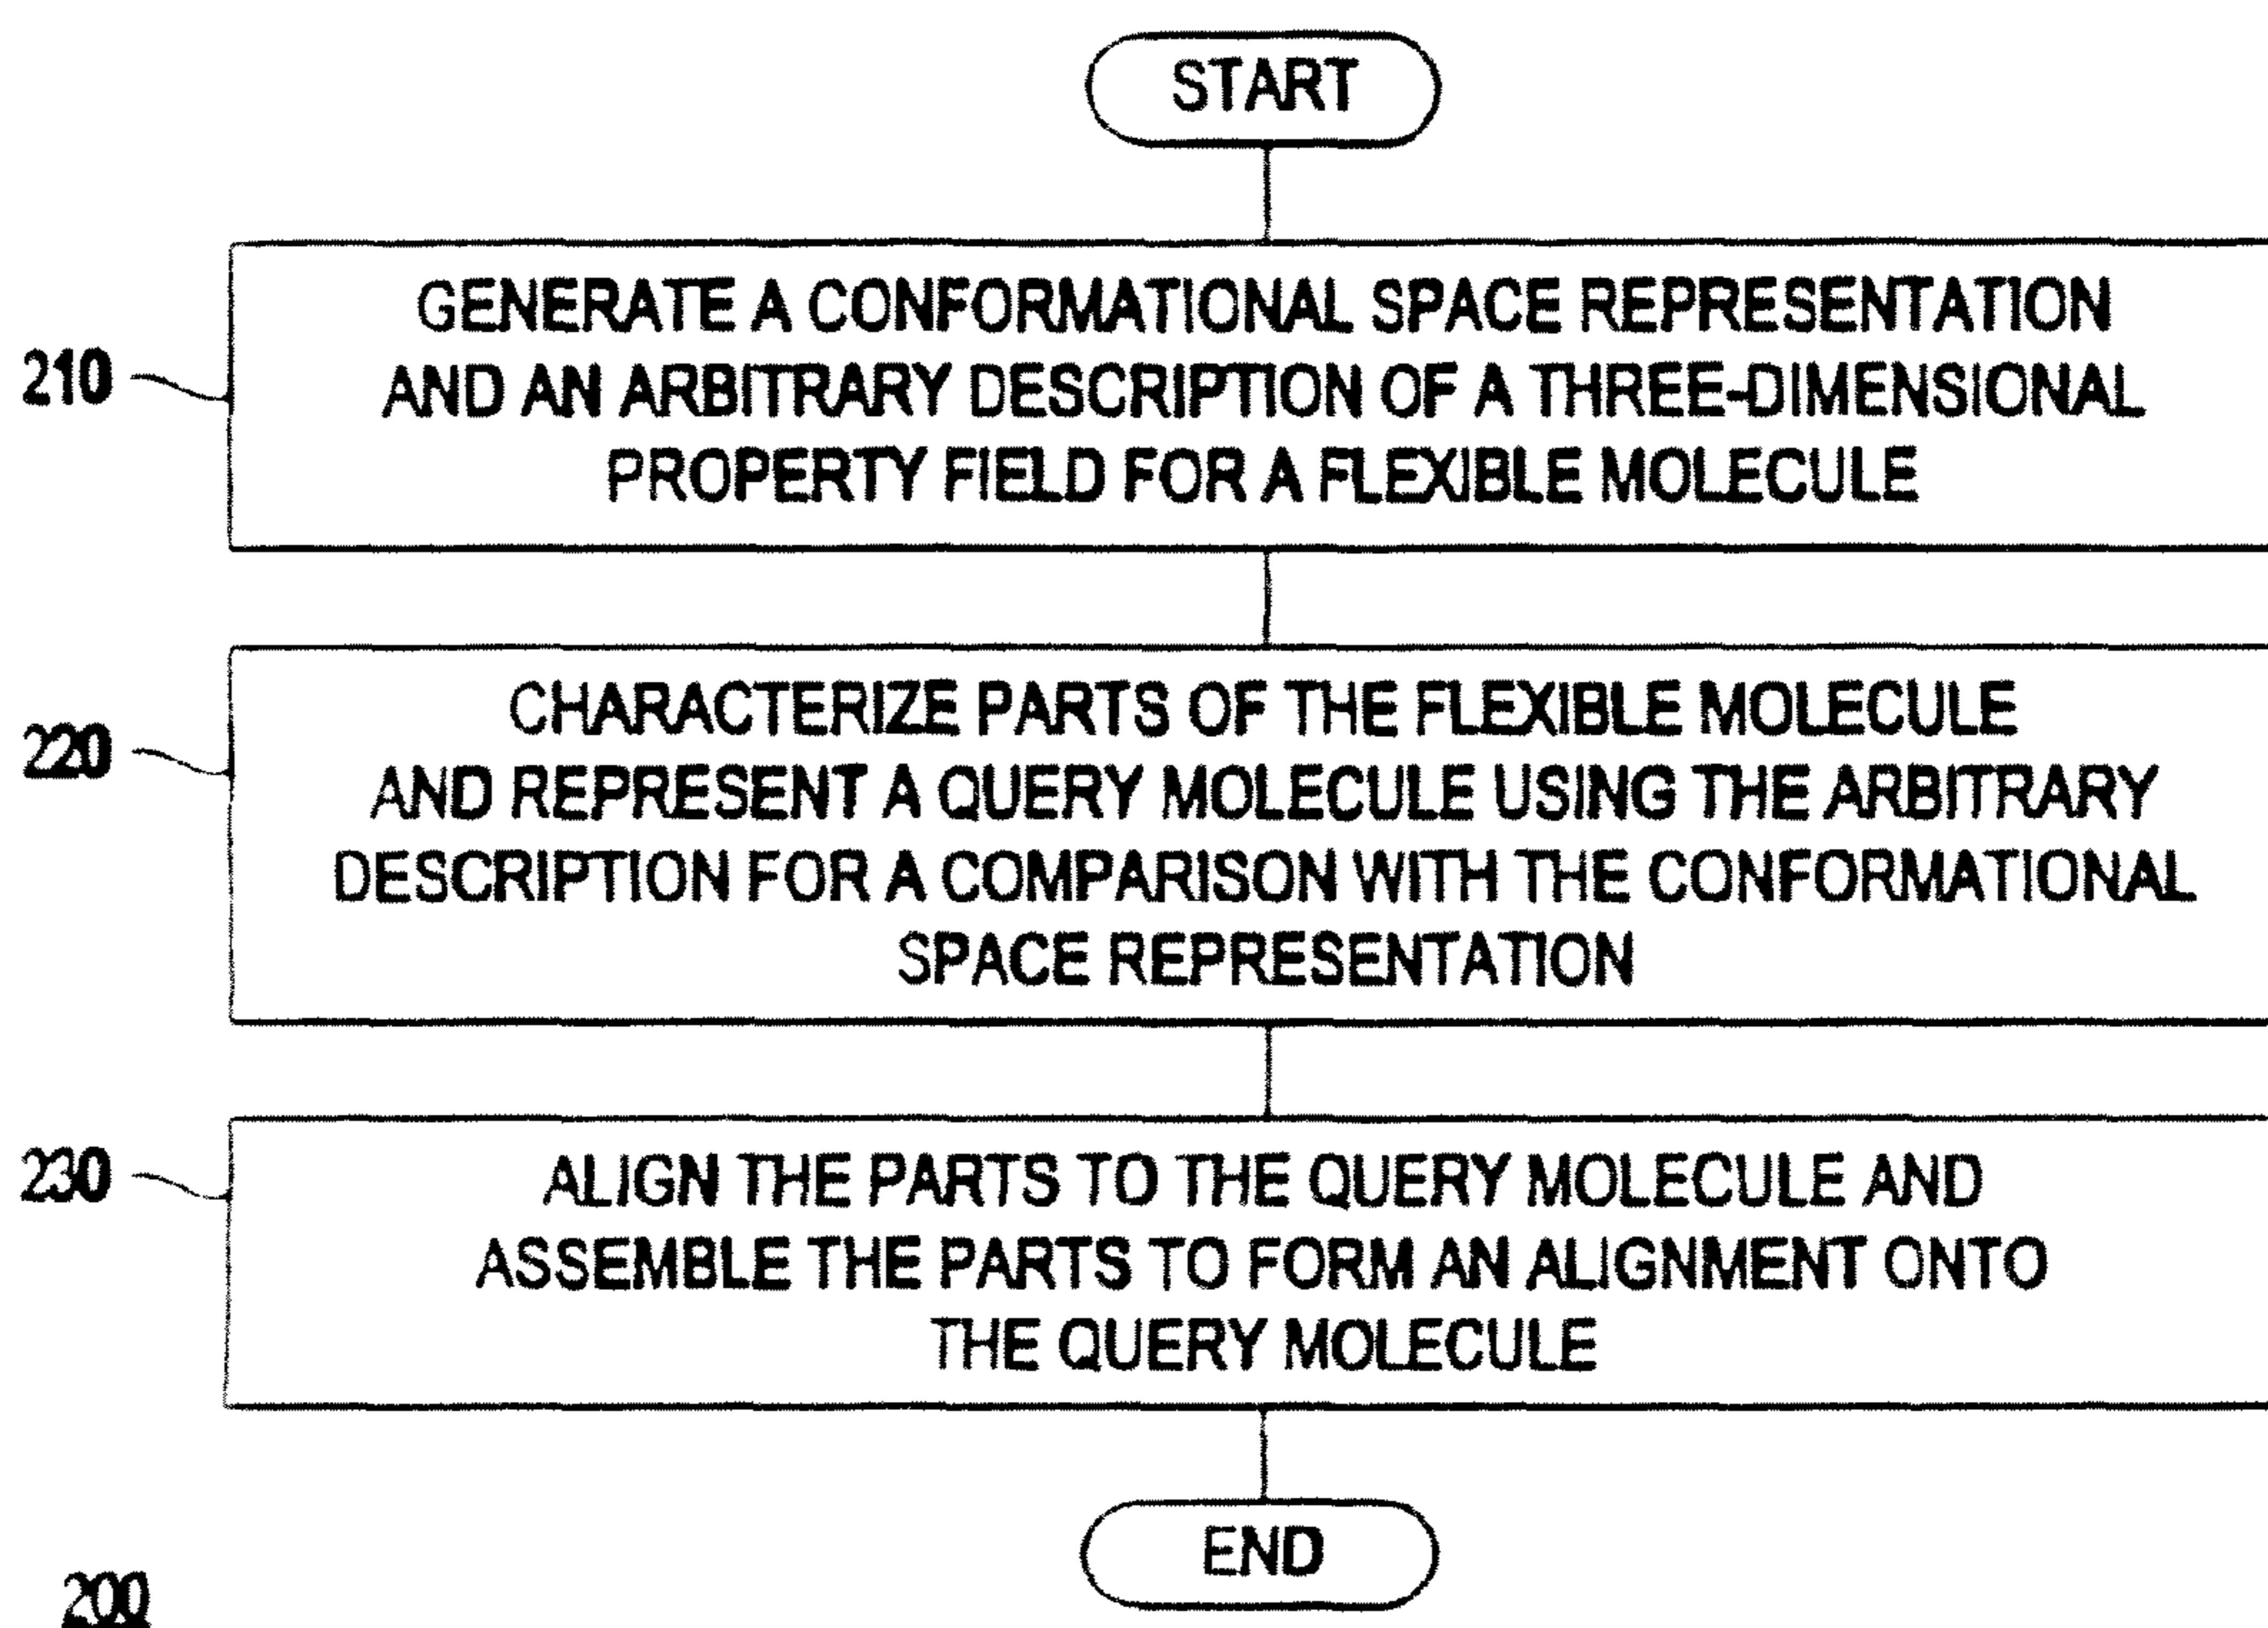 START
GENERATE A CONFORMATIONAL SPACE REPRESENTATION
AND AN ARBITRARY DESCRIPTION OF A THREE-DIMENSIONAL
PROPERTY FIELD FOR A FLEXIBLE MOLECULE
210
CHARACTERIZE PARTS OF THE FLEXIBLE MOLECULE
AND REPRESENT A QUERY MOLECULE USING THE ARBITRARY
DESCRIPTION FOR A COMPARISON WITH THE CONFORMATIONAL
SPACE REPRESENTATION
220
ALIGN THE PARTS TO THE QUERY MOLECULE AND
ASSEMBLE THE PARTS TO FORM AN ALIGNMENT ONTO
THE QUERY MOLECULE
230
END
200